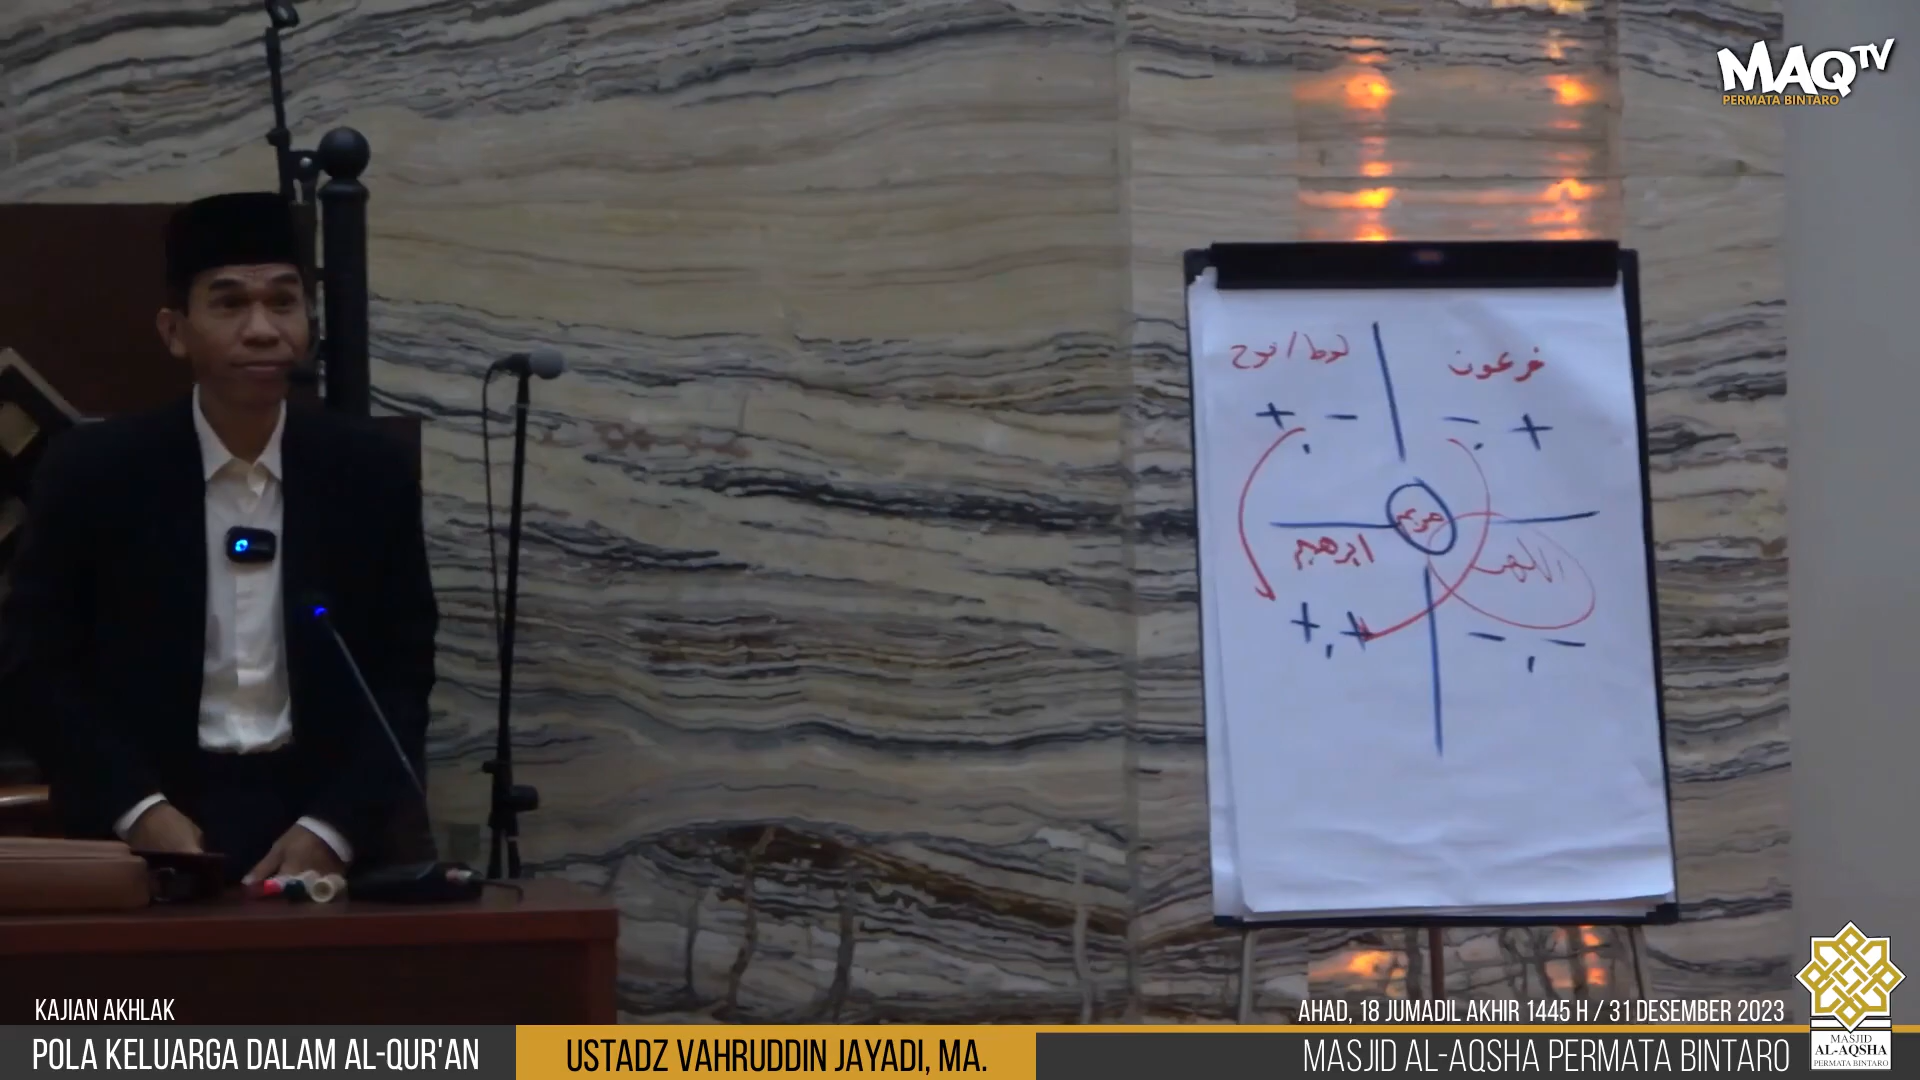 MAQTV
PERMATA BINTARO
لوط / نوح
فرعون
+ -
- +
مريم
ابرهيم
+ +
- -
KAJIAN AKHLAK
AHAD, 18 JUMADIL AKHIR 1445 H / 31 DESEMBER 2023
POLA KELUARGA DALAM AL-QUR'AN
USTADZ VAHRUDDIN JAYADI, MA.
MASJID AL-AQSHA PERMATA BINTARO
MASJID
AL-AQSHA
PERMATA BINTARO